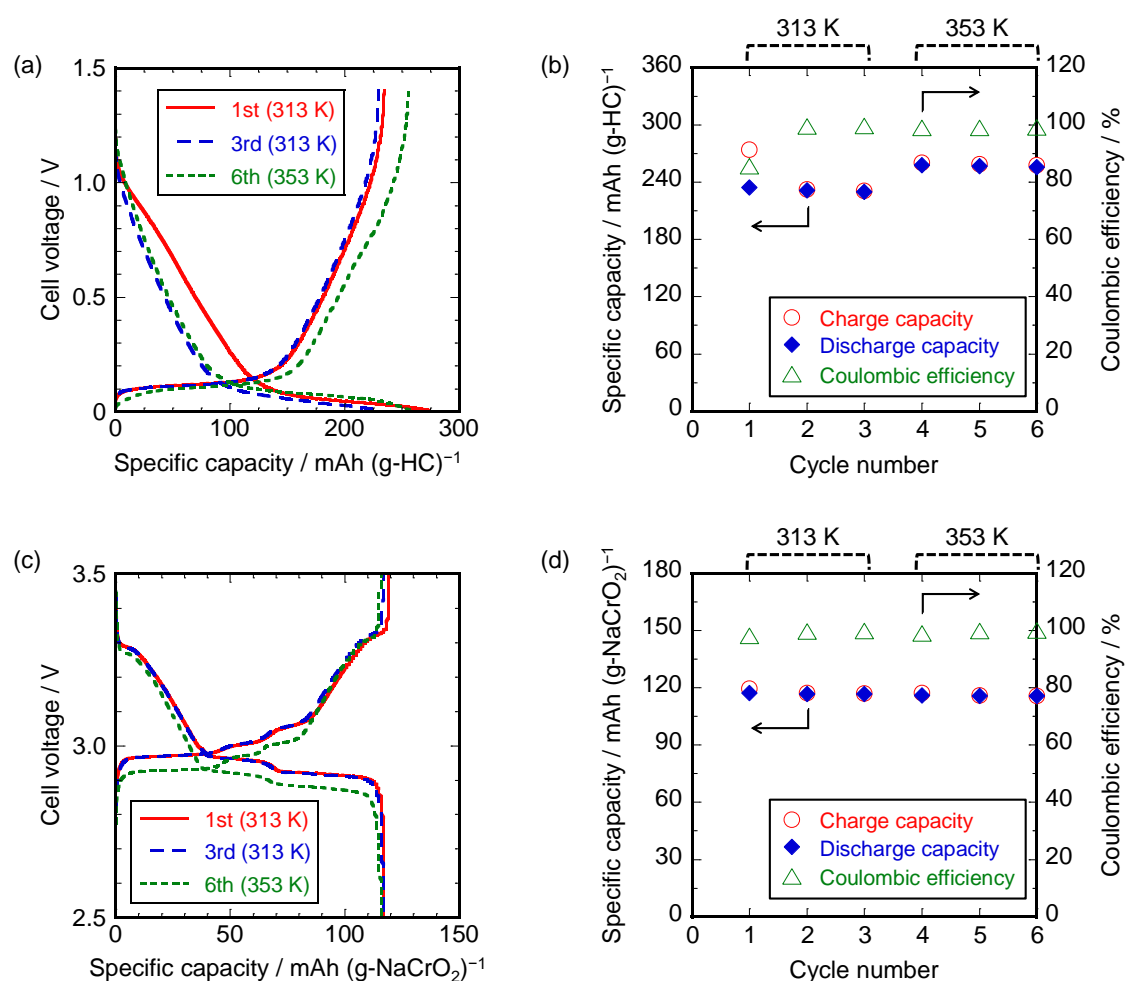 (a)
1.5
1.0
0.5
0
Cell voltage / V
1st (313 K)
3rd (313 K)
6th (353 K)
0 100 200 300
Specific capacity / mAh (g-HC)⁻¹
(b)
313 K 353 K
360
300
240
180
120
60
0
Specific capacity / mAh (g-HC)⁻¹
120
100
80
60
40
20
0
Coulombic efficiency / %
Charge capacity
Discharge capacity
Coulombic efficiency
0 1 2 3 4 5 6
Cycle number
(c)
3.5
3.0
2.5
Cell voltage / V
1st (313 K)
3rd (313 K)
6th (353 K)
0 50 100 150
Specific capacity / mAh (g-NaCrO₂)⁻¹
(d)
313 K 353 K
180
150
120
90
60
30
0
Specific capacity / mAh (g-NaCrO₂)⁻¹
120
100
80
60
40
20
0
Coulombic efficiency / %
Charge capacity
Discharge capacity
Coulombic efficiency
0 1 2 3 4 5 6
Cycle number